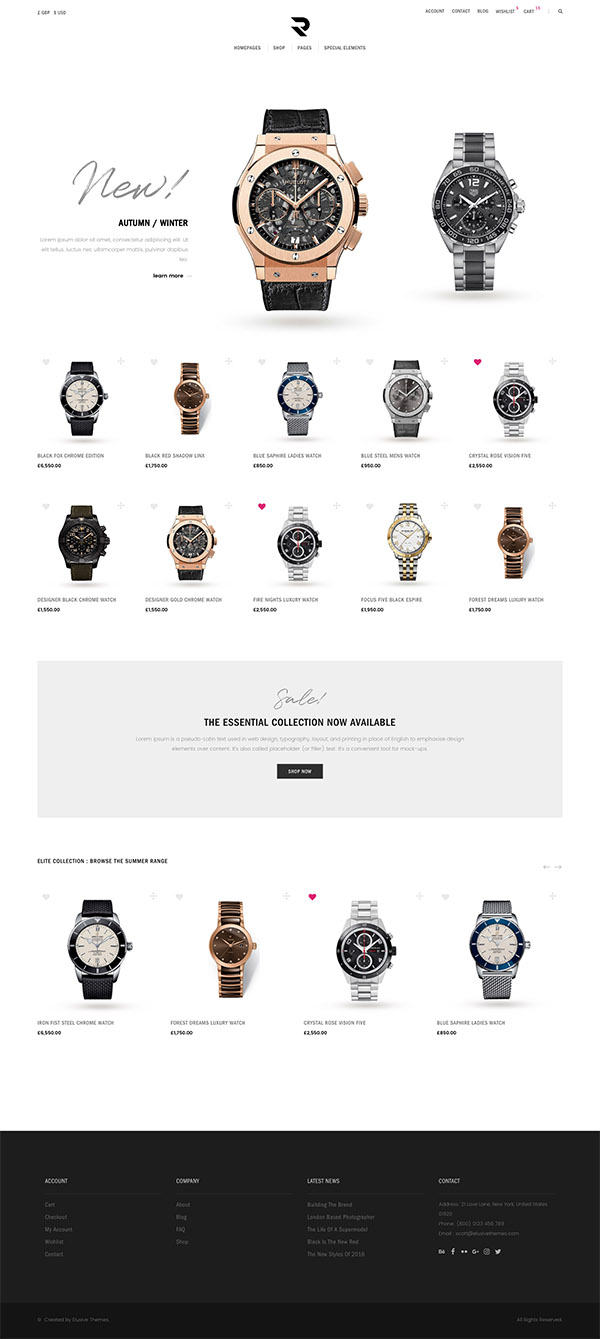 £ GBP $ USD
ACCOUNT CONTACT BLOG WISHLIST 5 CART 16
HOMEPAGES SHOP PAGES SPECIAL ELEMENTS
New!
AUTUMN / WINTER
Lorem ipsum dolor sit amet, consectetur adipiscing elit. Ut
elit tellus, luctus nec ullamcorper mattis, pulvinar dapibus
leo.
learn more
HUBLOT
BLACK FOX CHROME EDITION
£6,550.00
BLACK RED SHADOW LINX
£1,750.00
BLUE SAPHIRE LADIES WATCH
£850.00
BLUE STEEL MENS WATCH
£950.00
CRYSTAL ROSE VISION FIVE
£2,550.00
DESIGNER BLACK CHROME WATCH
£1,550.00
DESIGNER GOLD CHROME WATCH
£1,550.00
FIRE NIGHTS LUXURY WATCH
£2,550.00
FOCUS FIVE BLACK ESPIRE
£1,950.00
FOREST DREAMS LUXURY WATCH
£1,750.00
Sale!
THE ESSENTIAL COLLECTION NOW AVAILABLE
Lorem ipsum is a pseudo-Latin text used in web design, typography, layout, and printing in place of English to emphasise design
elements over content. It's also called placeholder (or filler) text. It's a convenient tool for mock-ups.
SHOP NOW
ELITE COLLECTION : BROWSE THE SUMMER RANGE
IRON FIST STEEL CHROME WATCH
£6,550.00
FOREST DREAMS LUXURY WATCH
£1,750.00
CRYSTAL ROSE VISION FIVE
£2,550.00
BLUE SAPHIRE LADIES WATCH
£850.00
ACCOUNT
Cart
Checkout
My Account
Wishlist
Contact
COMPANY
About
Blog
FAQ
Shop
LATEST NEWS
Building The Brand
London Based Photographer
The Life Of A Supermodel
Black Is The New Red
The New Styles Of 2016
CONTACT
Address: 21 Love Lane, New York, United States
01920
Phone: (800) 0123 456 789
Email : scott@elusivethemes.com
© Created by Elusive Themes.
All Rights Reserved.